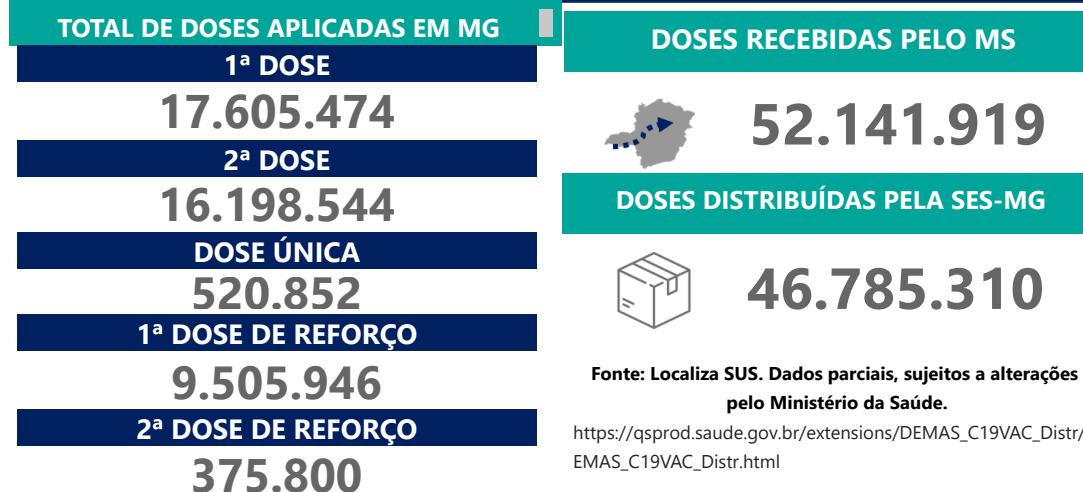 TOTAL DE DOSES APLICADAS EM MG
1ª DOSE
17.605.474
2ª DOSE
16.198.544
DOSE ÚNICA
520.852
1ª DOSE DE REFORÇO
9.505.946
2ª DOSE DE REFORÇO
375.800
DOSES RECEBIDAS PELO MS
52.141.919
DOSES DISTRIBUÍDAS PELA SES-MG
46.785.310
Fonte: Localiza SUS. Dados parciais, sujeitos a alterações
pelo Ministério da Saúde.
https://qsprod.saude.gov.br/extensions/DEMAS_C19VAC_Distr/
EMAS_C19VAC_Distr.html